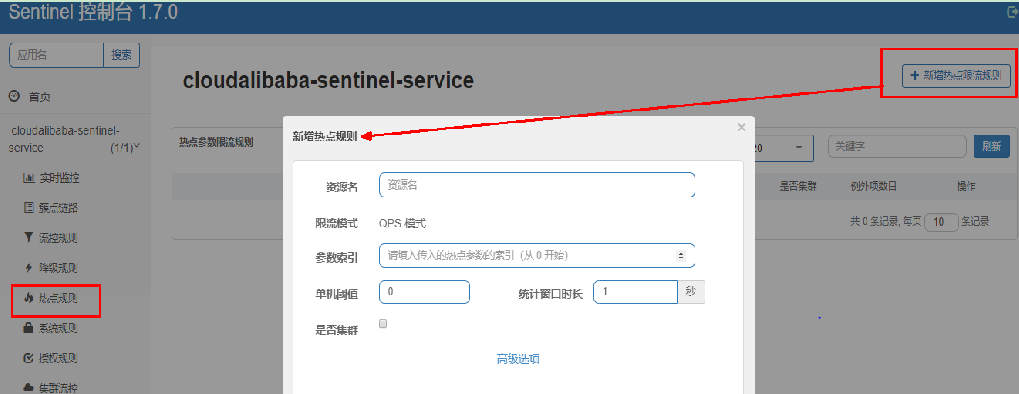 Sentinel 控制台 1.7.0
应用名 搜索
首页
cloudalibaba-sentinel-service (1/1)
实时监控
簇点链路
流控规则
降级规则
热点规则
系统规则
授权规则
集群流控
cloudalibaba-sentinel-service
+ 新增热点限流规则
热点参数限流规则
20
关键字
刷新
是否集群 例外项数目 操作
共 0 条记录, 每页 10 条记录
新增热点规则
×
资源名 资源名
限流模式 QPS 模式
参数索引 请填入传入的热点参数的索引（从 0 开始）
单机阈值 0 统计窗口时长 1 秒
是否集群
高级选项